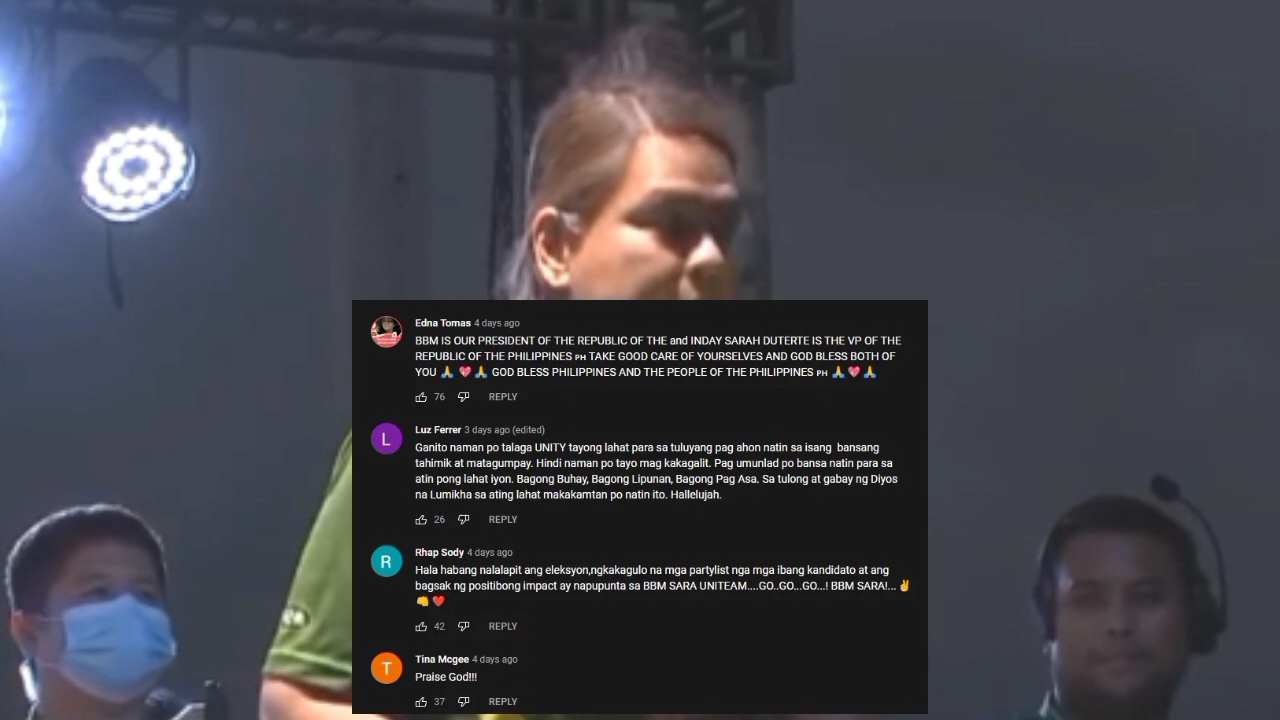 Edna Tomas 4 days ago
BBM IS OUR PRESIDENT OF THE REPUBLIC OF THE and INDAY SARAH DUTERTE IS THE VP OF THE
REPUBLIC OF THE PHILIPPINES PH TAKE GOOD CARE OF YOURSELVES AND GOD BLESS BOTH OF
YOU 🙏 💖 🙏 GOD BLESS PHILIPPINES AND THE PEOPLE OF THE PHILIPPINES PH 🙏 💖 🙏
76 REPLY
L
Luz Ferrer 3 days ago (edited)
Ganito naman po talaga UNITY tayong lahat para sa tuluyang pag ahon natin sa isang bansang
tahimik at matagumpay. Hindi naman po tayo mag kakagalit. Pag umunlad po bansa natin para sa
atin pong lahat iyon. Bagong Buhay, Bagong Lipunan, Bagong Pag Asa. Sa tulong at gabay ng Diyos
na Lumikha sa ating lahat makakamtan po natin ito. Hallelujah.
26 REPLY
R
Rhap Sody 4 days ago
Hala habang nalalapit ang eleksyon,ngkakagulo na mga partylist nga mga ibang kandidato at ang
bagsak ng positibong impact ay napupunta sa BBM SARA UNITEAM....GO..GO...GO...! BBM SARA!... ✌
👊 ❤
42 REPLY
T
Tina Mcgee 4 days ago
Praise God!!!
37 REPLY